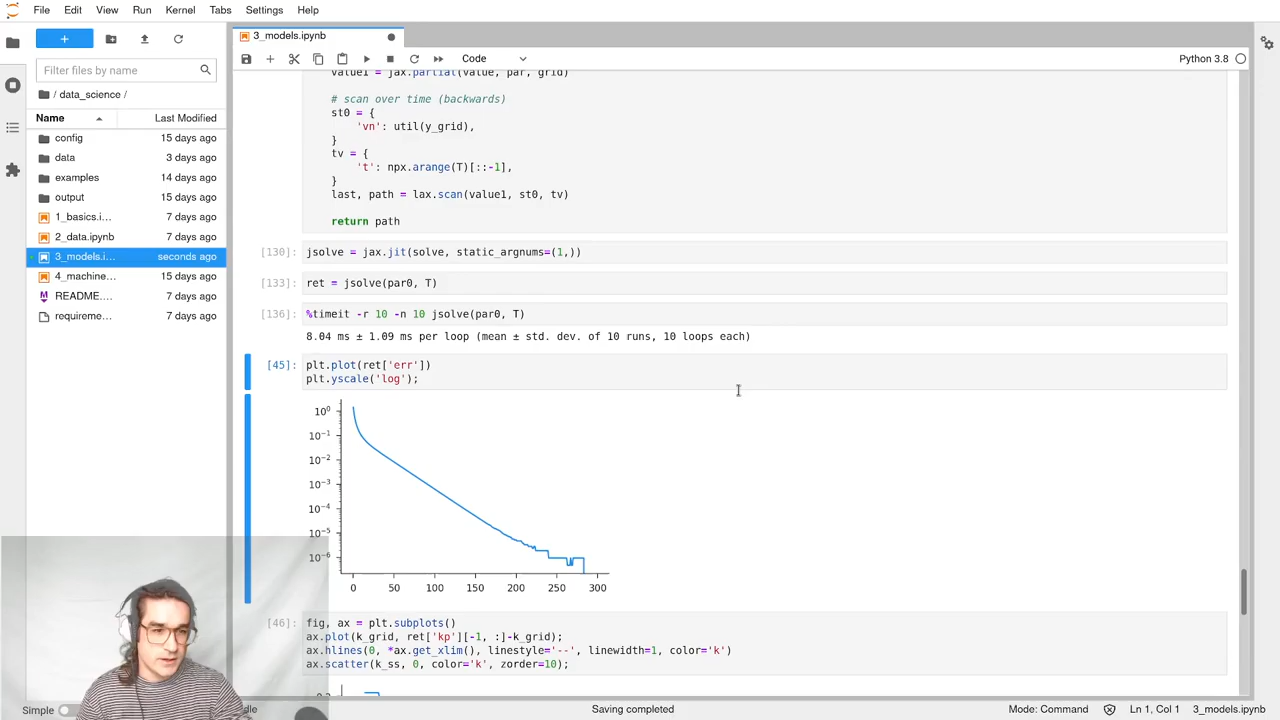 File Edit View Run Kernel Tabs Settings Help
3_models.ipynb
Code
Python 3.8
Filter files by name
/ data_science /
Name Last Modified
config 15 days ago
data 3 days ago
examples 14 days ago
output 15 days ago
1_basics.i… 7 days ago
2_data.ipynb 7 days ago
3_models.i… seconds ago
4_machine… 15 days ago
README.… 7 days ago
requireme… 7 days ago
value1 = jax.partial(value, par, grid)
# scan over time (backwards)
st0 = {
'vn': util(y_grid),
}
tv = {
't': npx.arange(T)[::-1],
}
last, path = lax.scan(value1, st0, tv)
return path
[130]: jsolve = jax.jit(solve, static_argnums=(1,))
[133]: ret = jsolve(par0, T)
[136]: %timeit -r 10 -n 10 jsolve(par0, T)
8.04 ms ± 1.09 ms per loop (mean ± std. dev. of 10 runs, 10 loops each)
[45]: plt.plot(ret['err'])
plt.yscale('log');
10⁰
10⁻¹
10⁻²
10⁻³
10⁻⁴
10⁻⁵
10⁻⁶
0 50 100 150 200 250 300
[46]: fig, ax = plt.subplots()
ax.plot(k_grid, ret['kp'][-1, :]-k_grid);
ax.hlines(0, *ax.get_xlim(), linestyle='--', linewidth=1, color='k')
ax.scatter(k_ss, 0, color='k', zorder=10);
Simple
Saving completed
Mode: Command
Ln 1, Col 1
3_models.ipynb